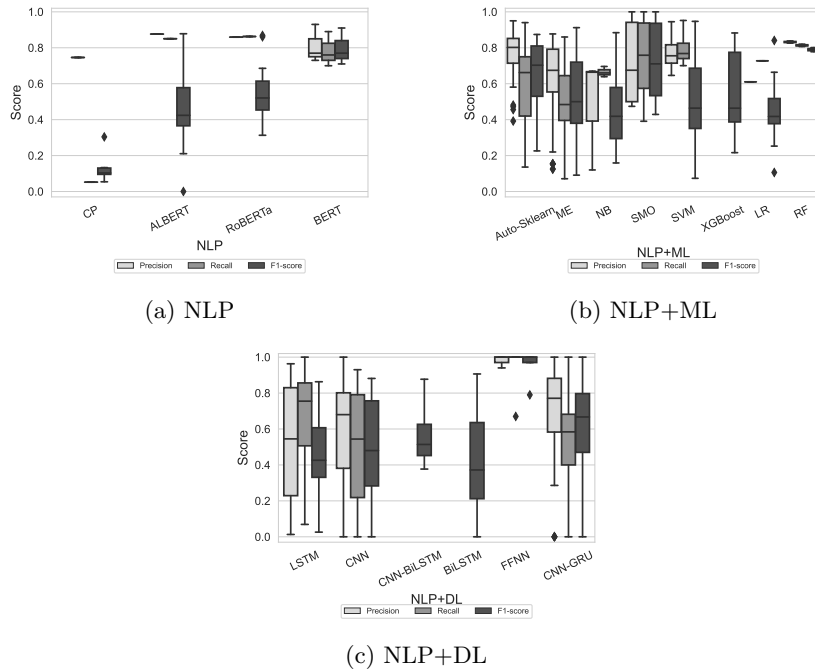 1.0
0.8
0.6
0.4
0.2
0.0
Score
CP
ALBERT
RoBERTa
BERT
NLP
Precision Recall F1-score
(a) NLP
1.0
0.8
0.6
0.4
0.2
0.0
Score
Auto-Sklearn
ME
NB
SMO
SVM
XGBoost
LR
RF
NLP+ML
Precision Recall F1-score
(b) NLP+ML
1.0
0.8
0.6
0.4
0.2
0.0
Score
LSTM
CNN
CNN-BiLSTM
BiLSTM
FFNN
CNN-GRU
NLP+DL
Precision Recall F1-score
(c) NLP+DL